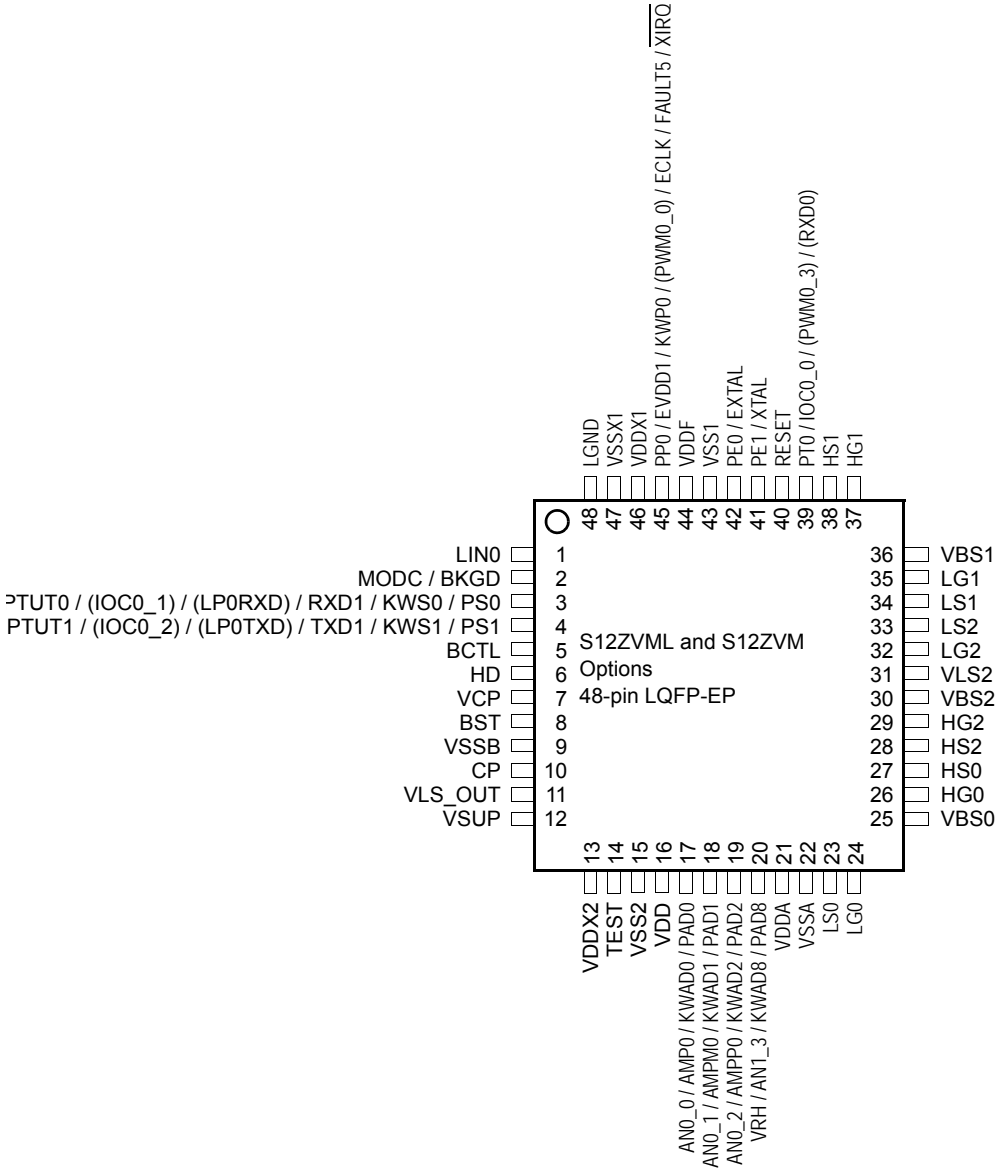 PP0 / EVDD1 / KWP0 / (PWM0_0) / ECLK / FAULT5 / XIRQ
PT0 / IOC0_0 / (PWM0_3) / (RXD0)
LGND
VSSX1
VDDX1
VDDF
VSS1
PE0 / EXTAL
PE1 / XTAL
RESET
HS1
HG1
48
47
46
45
44
43
42
41
40
39
38
37
LIN0 1
MODC / BKGD 2
PTUT0 / (IOC0_1) / (LP0RXD) / RXD1 / KWS0 / PS0 3
PTUT1 / (IOC0_2) / (LP0TXD) / TXD1 / KWS1 / PS1 4
BCTL 5
HD 6
VCP 7
BST 8
VSSB 9
CP 10
VLS_OUT 11
VSUP 12
S12ZVML and S12ZVM
Options
48-pin LQFP-EP
36 VBS1
35 LG1
34 LS1
33 LS2
32 LG2
31 VLS2
30 VBS2
29 HG2
28 HS2
27 HS0
26 HG0
25 VBS0
13
14
15
16
17
18
19
20
21
22
23
24
VDDX2
TEST
VSS2
VDD
AN0_0 / AMP0 / KWAD0 / PAD0
AN0_1 / AMPM0 / KWAD1 / PAD1
AN0_2 / AMPP0 / KWAD2 / PAD2
VRH / AN1_3 / KWAD8 / PAD8
VDDA
VSSA
LS0
LG0